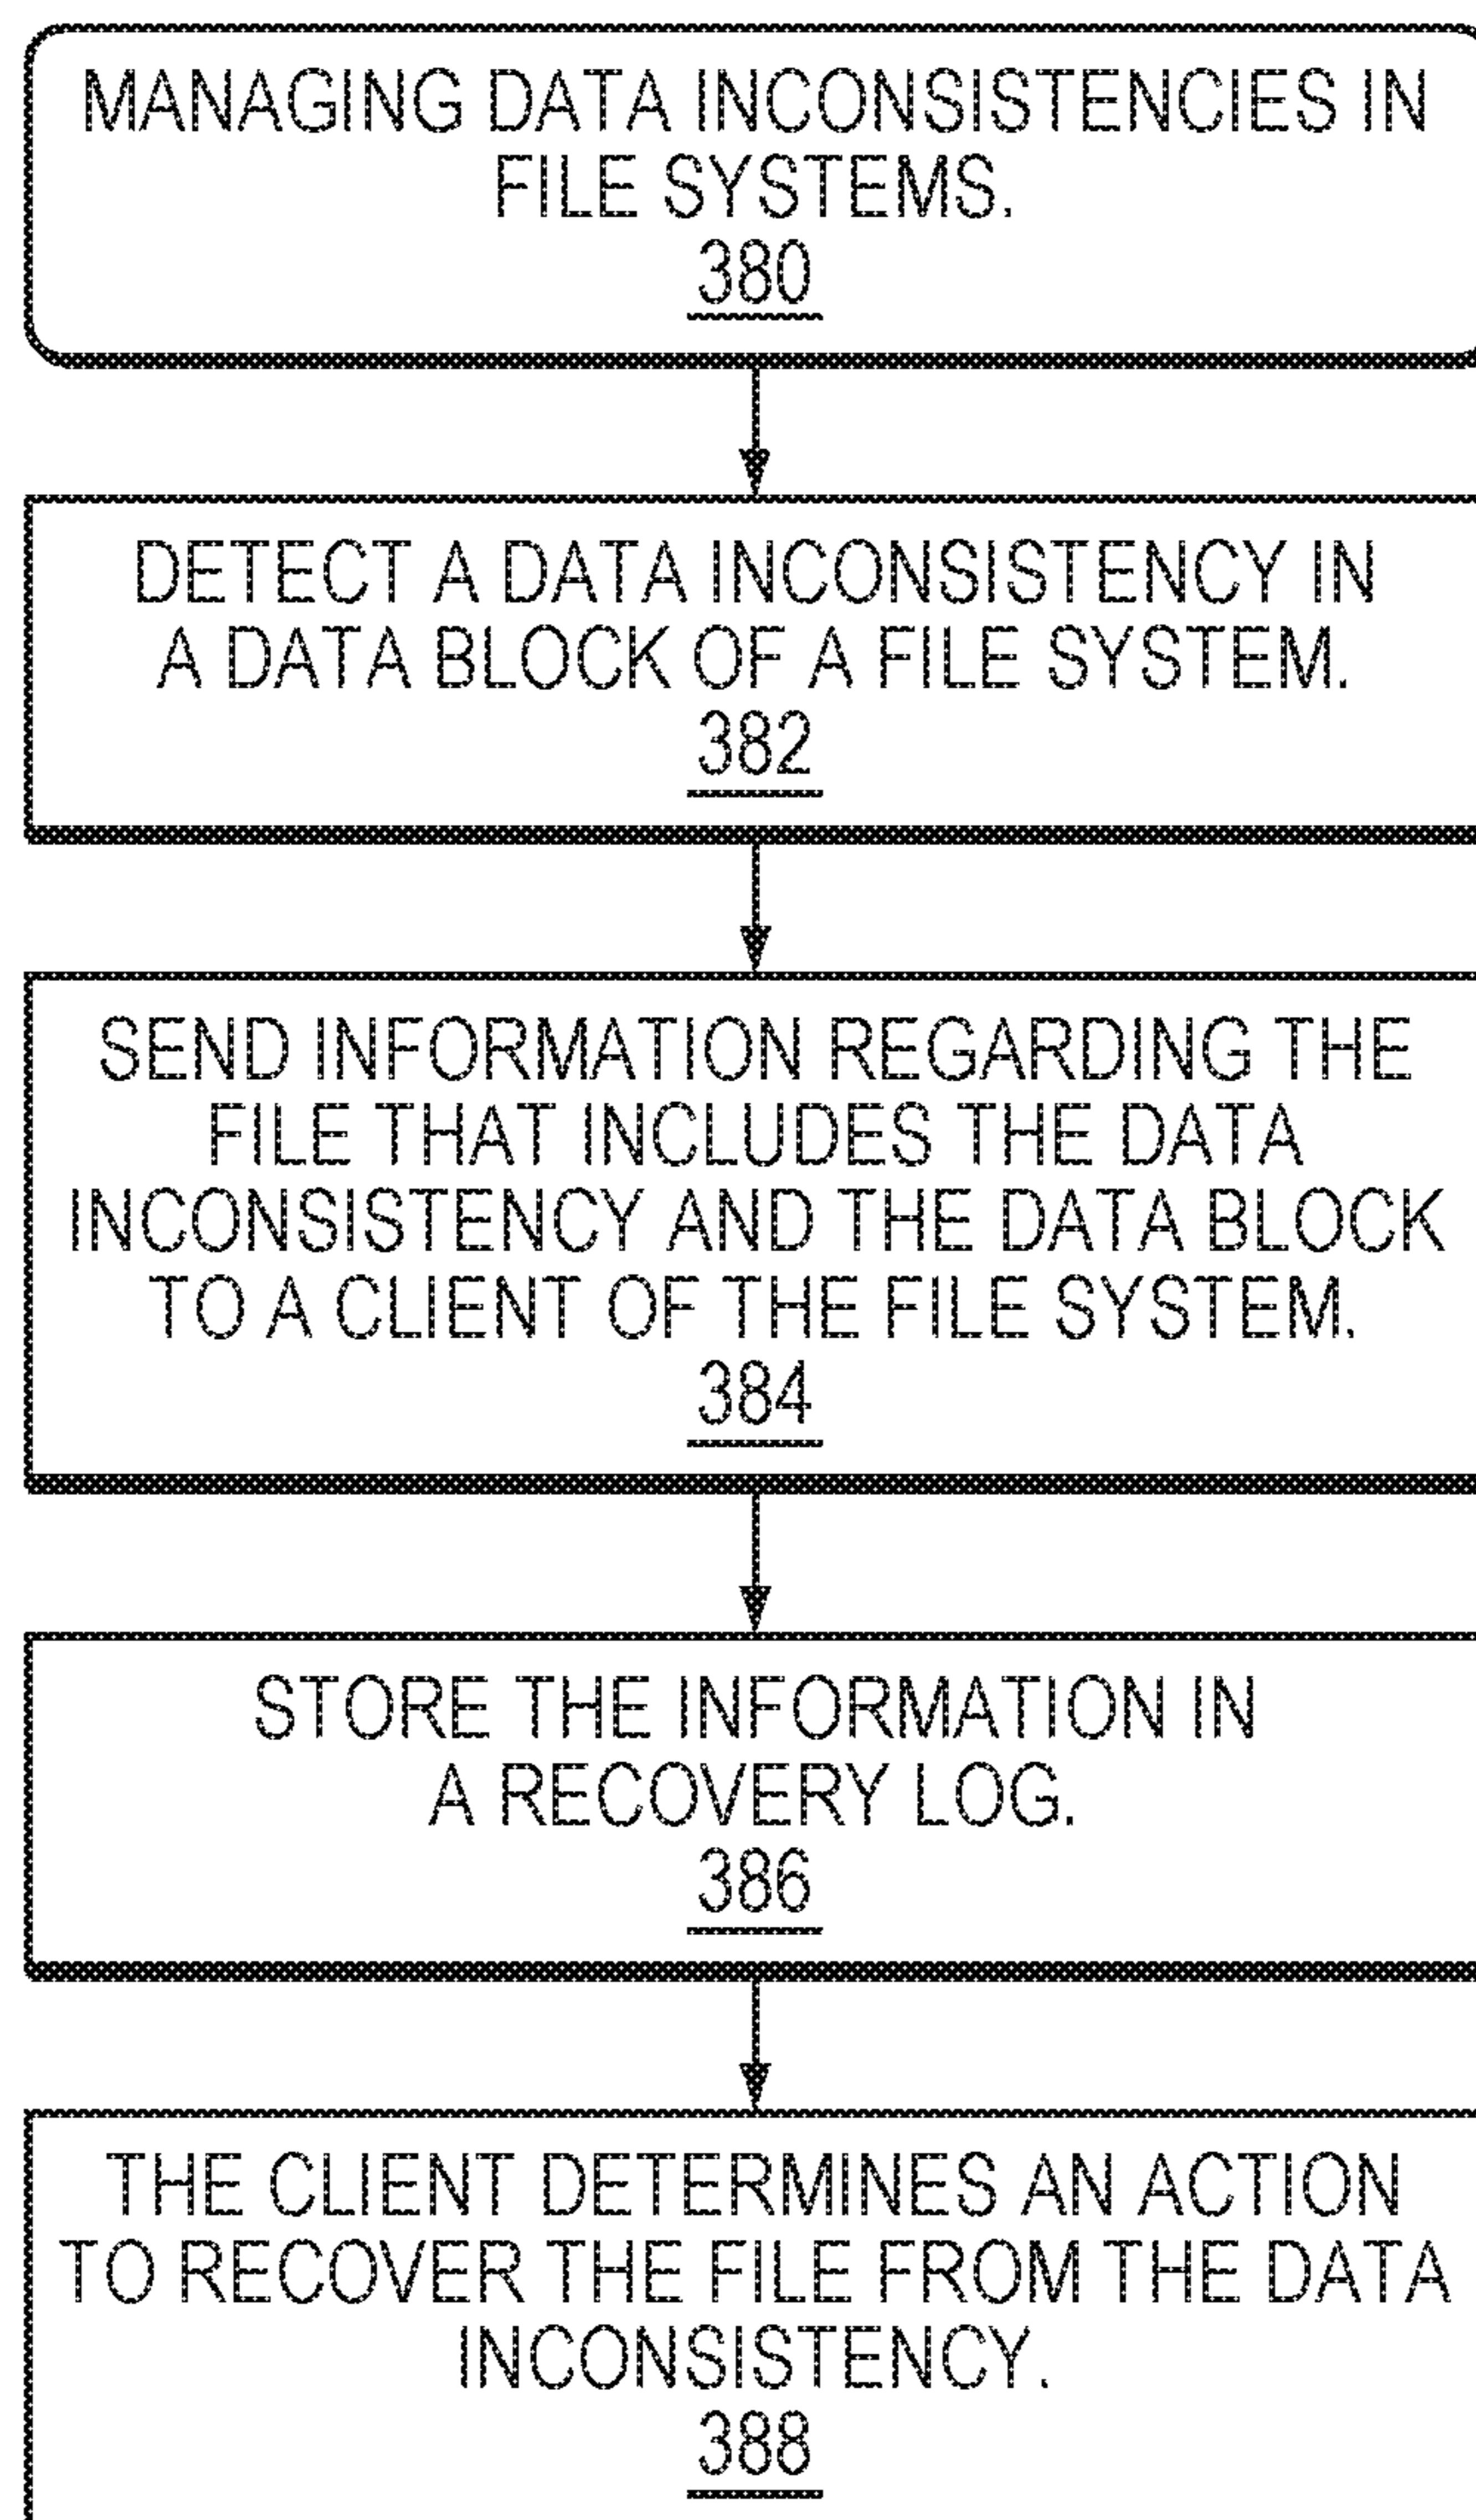 MANAGING DATA INCONSISTENCIES IN
FILE SYSTEMS.
380
DETECT A DATA INCONSISTENCY IN
A DATA BLOCK OF A FILE SYSTEM.
382
SEND INFORMATION REGARDING THE
FILE THAT INCLUDES THE DATA
INCONSISTENCY AND THE DATA BLOCK
TO A CLIENT OF THE FILE SYSTEM.
384
STORE THE INFORMATION IN
A RECOVERY LOG.
386
THE CLIENT DETERMINES AN ACTION
TO RECOVER THE FILE FROM THE DATA
INCONSISTENCY.
388